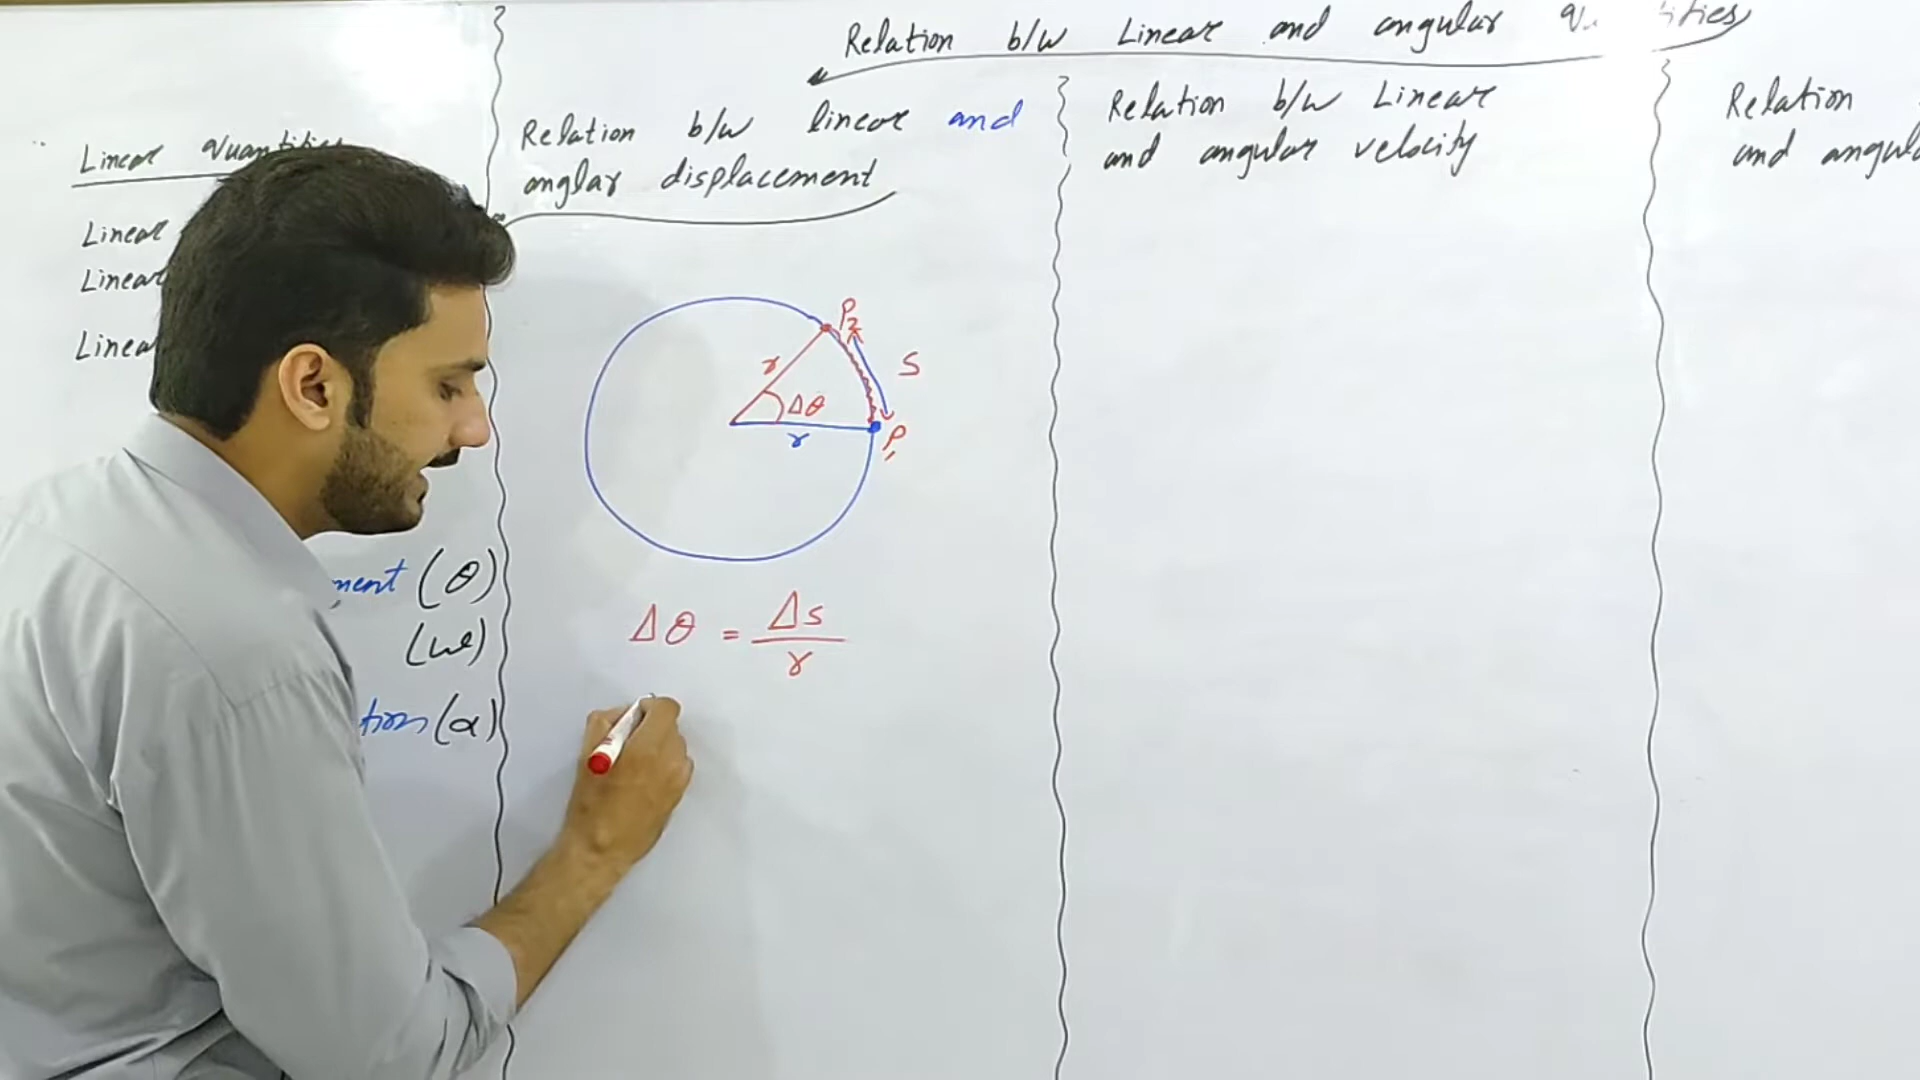 Relation b/w Linear and angular
Linear quantities
Linear
Linear
Linear
ment (θ)
(ω)
tion (α)
Relation b/w linear and
anglar displacement
P2
S
r
Δθ
r
P1
Δθ = Δs / r
Relation b/w Linear
and angular velocity
Relation
and angula